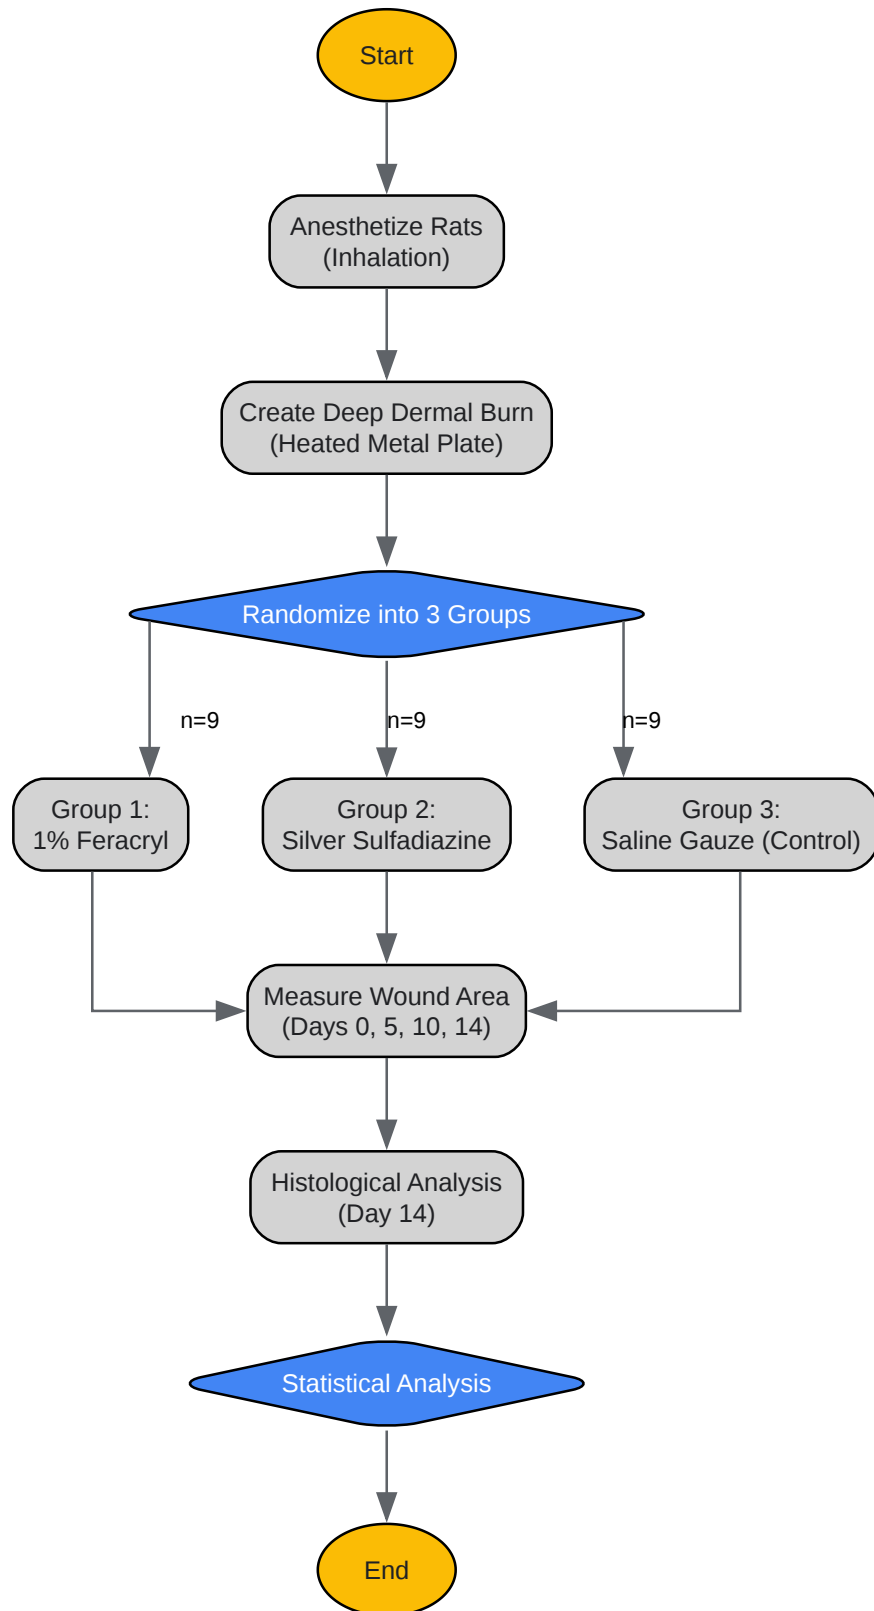 Start
Anesthetize Rats
(Inhalation)
Create Deep Dermal Burn
(Heated Metal Plate)
Randomize into 3 Groups
n=9
n=9
n=9
Group 1:
1% Feracryl
Group 2:
Silver Sulfadiazine
Group 3:
Saline Gauze (Control)
Measure Wound Area
(Days 0, 5, 10, 14)
Histological Analysis
(Day 14)
Statistical Analysis
End